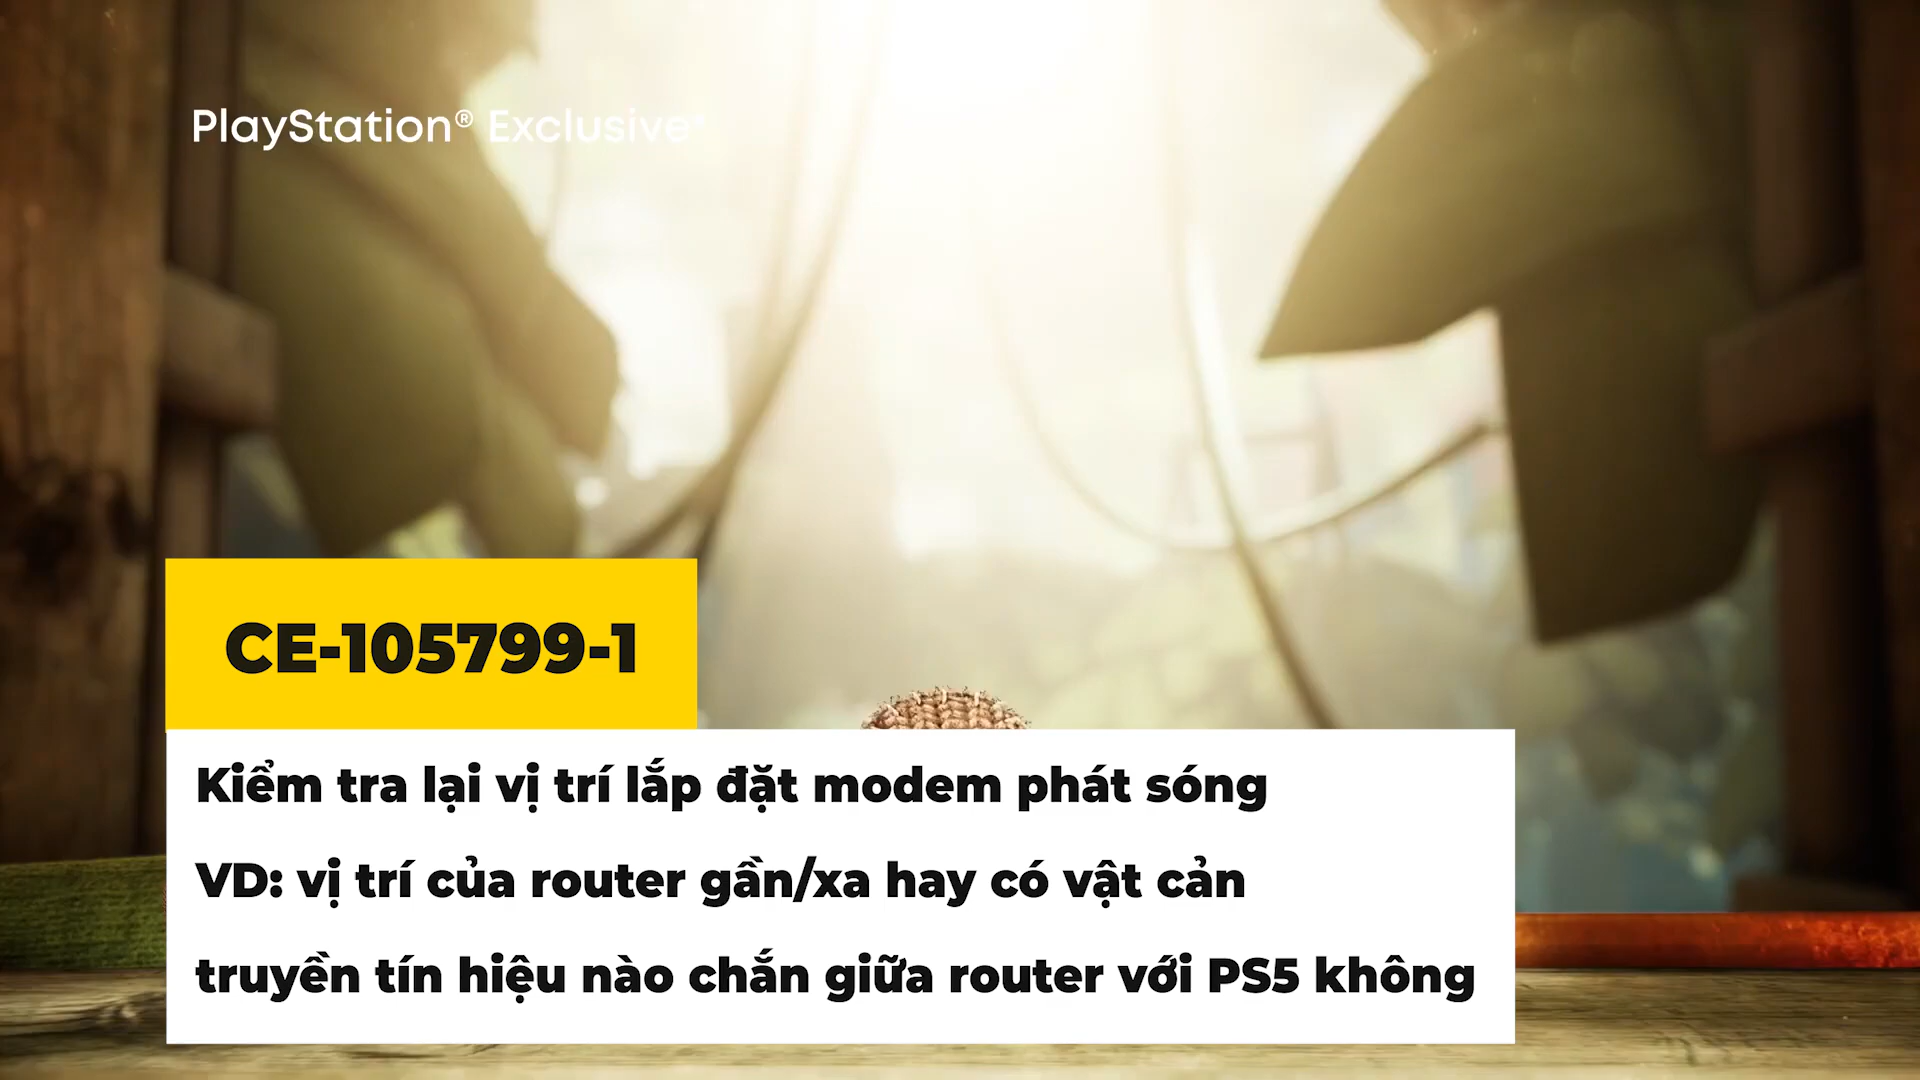 PlayStation® Exclusive*
CE-105799-1
Kiểm tra lại vị trí lắp đặt modem phát sóng
VD: vị trí của router gần/xa hay có vật cản
truyền tín hiệu nào chắn giữa router với PS5 không